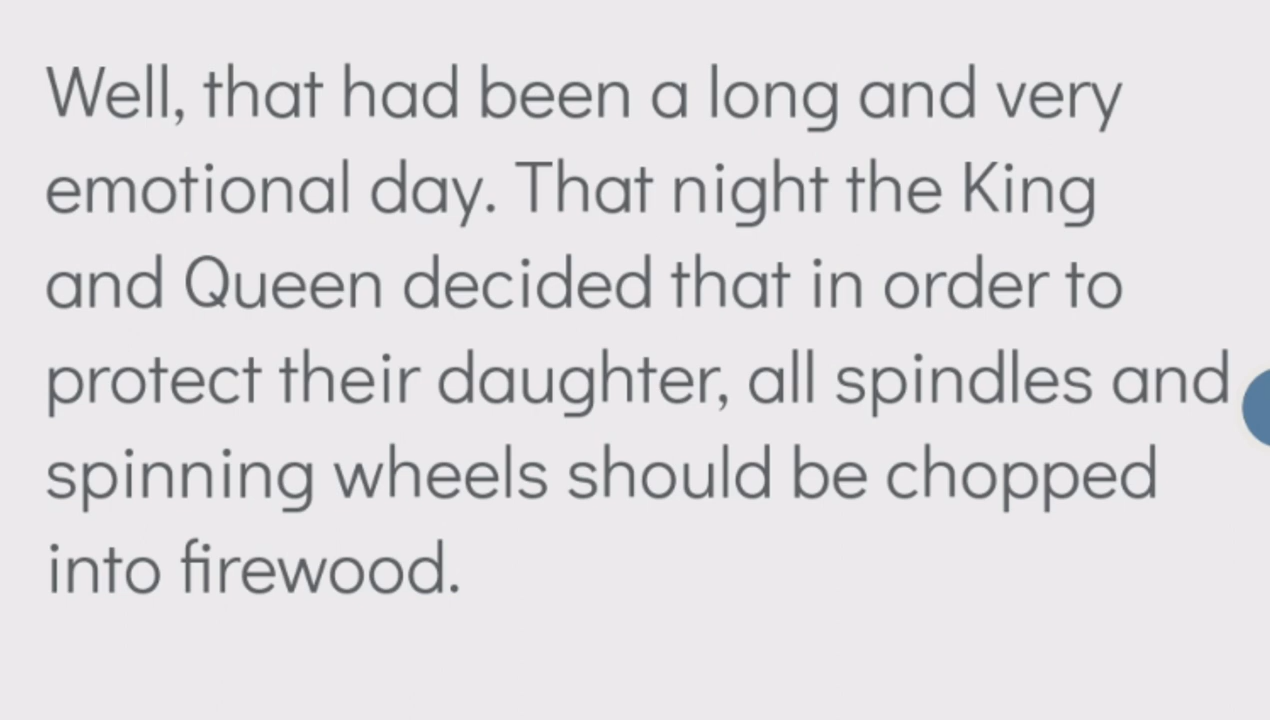 Well, that had been a long and very
emotional day. That night the King
and Queen decided that in order to
protect their daughter, all spindles and
spinning wheels should be chopped
into firewood.